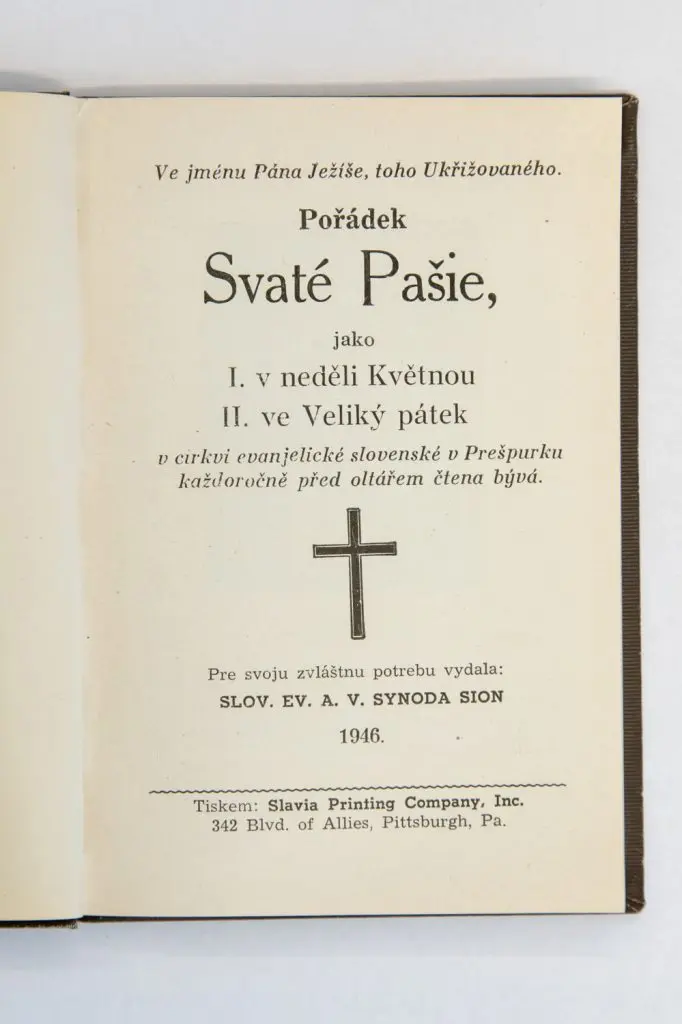 Ve jménu Pána Ježíše, toho Ukřižovaného.
Pořádek
Svaté Pašie,
jako
I. v neděli Květnou
II. ve Veliký pátek
v cirkvi evanjelické slovenské v Prešpurku
každoročně před oltářem čtena bývá.
Pre svoju zvláštnu potrebu vydala:
SLOV. EV. A. V. SYNODA SION
1946.
Tiskem: Slavia Printing Company, Inc.
342 Blvd. of Allies, Pittsburgh, Pa.